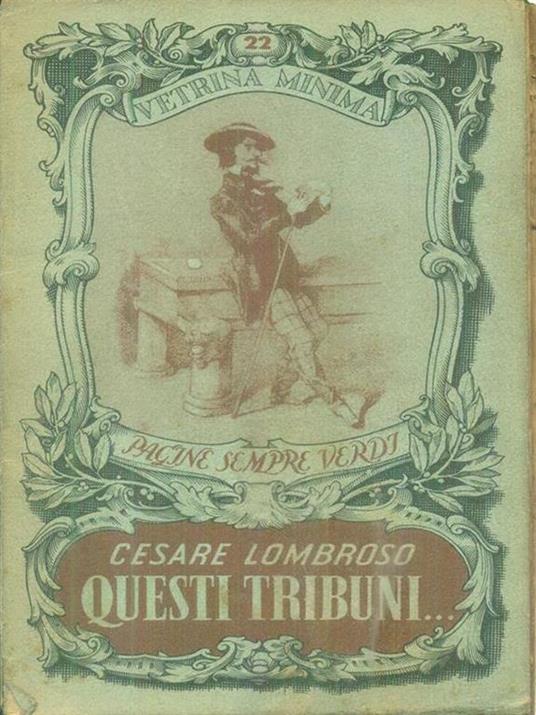 22
VETRINA MINIMA
PAGINE SEMPRE VERDI
CESARE LOMBROSO
QUESTI TRIBUNI...